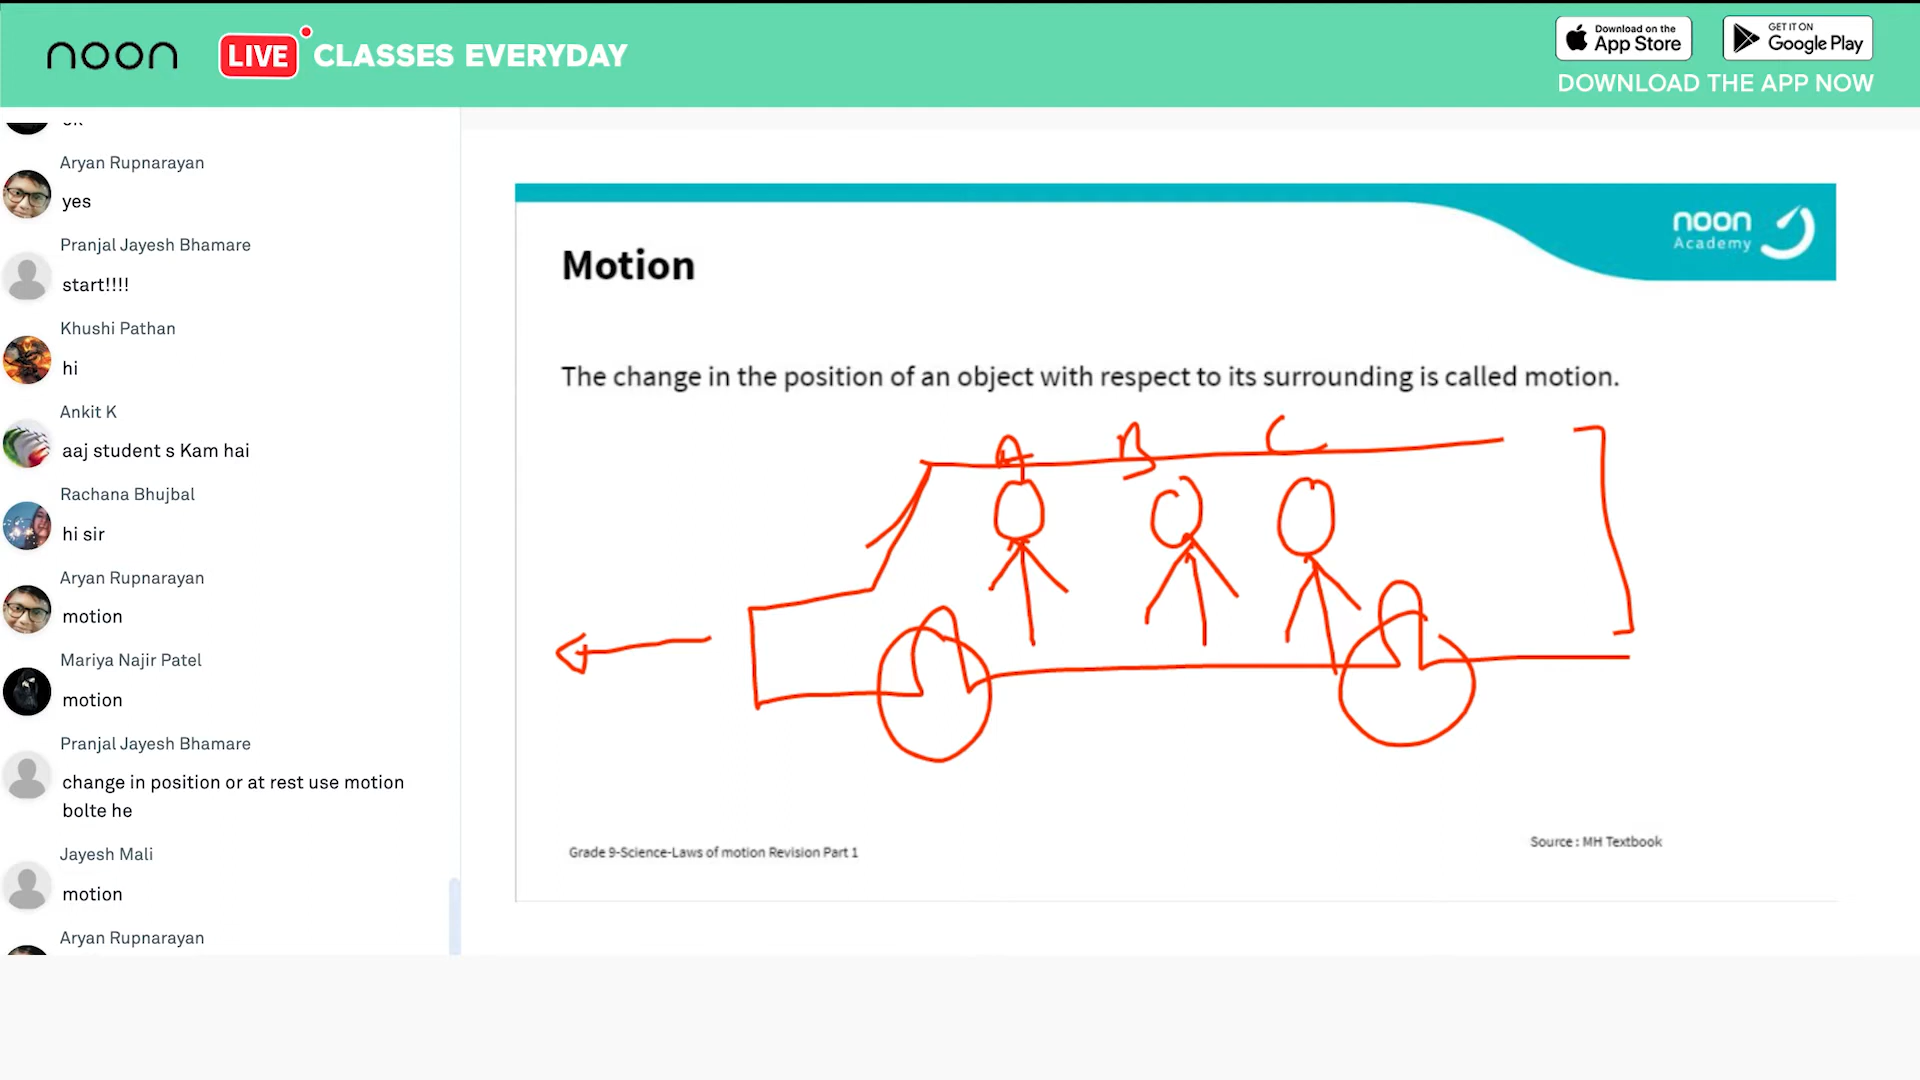 noon LIVE CLASSES EVERYDAY
Download on the App Store
GET IT ON Google Play
DOWNLOAD THE APP NOW
Aryan Rupnarayan
yes
Pranjal Jayesh Bhamare
start!!!!
Khushi Pathan
hi
Ankit K
aaj student s Kam hai
Rachana Bhujbal
hi sir
Aryan Rupnarayan
motion
Mariya Najir Patel
motion
Pranjal Jayesh Bhamare
change in position or at rest use motion
bolte he
Jayesh Mali
motion
Aryan Rupnarayan
noon
Academy
Motion
The change in the position of an object with respect to its surrounding is called motion.
A B C
Grade 9-Science-Laws of motion Revision Part 1
Source : MH Textbook